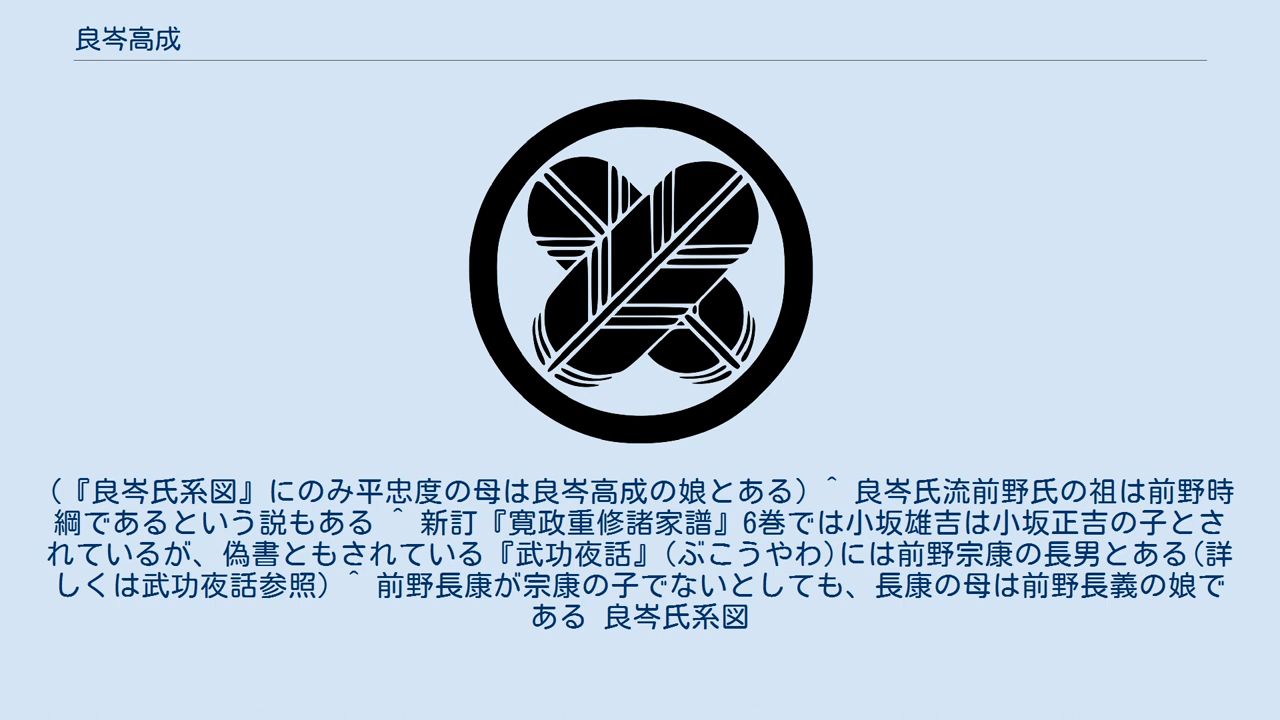 良岑高成
(『良岑氏系図』にのみ平忠度の母は良岑高成の娘とある) ^ 良岑氏流前野氏の祖は前野時
綱であるという説もある ^ 新訂『寛政重修諸家譜』6巻では小坂雄吉は小坂正吉の子とさ
れているが、偽書ともされている『武功夜話』(ぶこうやわ)には前野宗康の長男とある(詳
しくは武功夜話参照) ^ 前野長康が宗康の子でないとしても、長康の母は前野長義の娘で
ある 良岑氏系図